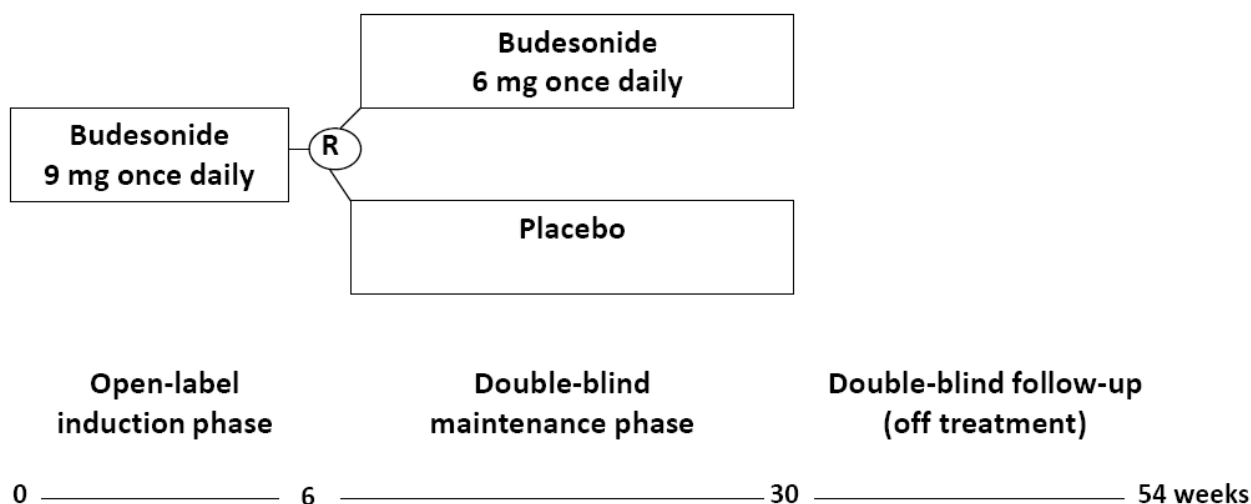 Budesonide
6 mg once daily
Budesonide
9 mg once daily
R
Placebo
Open-label
induction phase
Double-blind
maintenance phase
Double-blind follow-up
(off treatment)
0 6 30 54 weeks